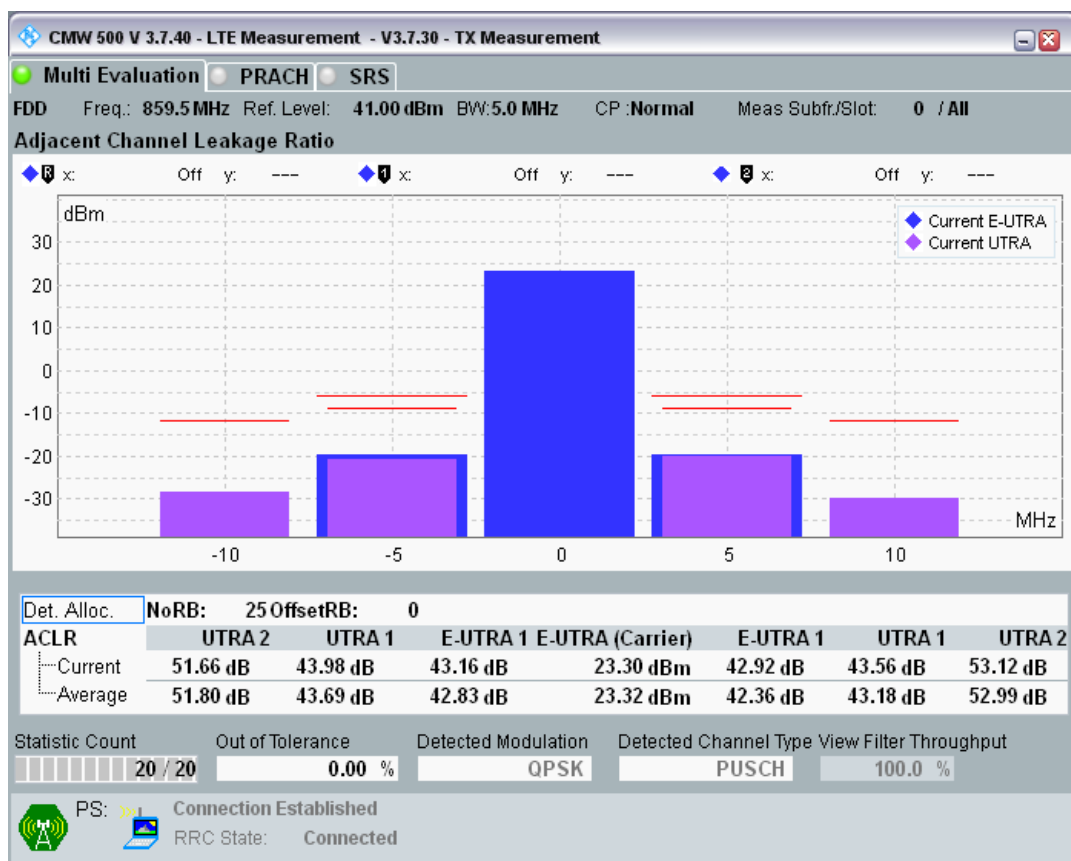 CMW 500 V 3.7.40 - LTE Measurement - V3.7.30 - TX Measurement
Multi Evaluation PRACH SRS
FDD Freq.: 859.5 MHz Ref. Level: 41.00 dBm BW:5.0 MHz CP :Normal Meas Subfr./Slot: 0 / All
Adjacent Channel Leakage Ratio
R x: Off y: --- 1 x: Off y: --- 2 x: Off y: ---
dBm
Current E-UTRA
Current UTRA
30
20
10
0
-10
-20
-30
MHz
-10 -5 0 5 10
Det. Alloc. NoRB: 25 OffsetRB: 0
ACLR UTRA 2 UTRA 1 E-UTRA 1 E-UTRA (Carrier) E-UTRA 1 UTRA 1 UTRA 2
Current 51.66 dB 43.98 dB 43.16 dB 23.30 dBm 42.92 dB 43.56 dB 53.12 dB
Average 51.80 dB 43.69 dB 42.83 dB 23.32 dBm 42.36 dB 43.18 dB 52.99 dB
Statistic Count Out of Tolerance Detected Modulation Detected Channel Type View Filter Throughput
20 / 20 0.00 % QPSK PUSCH 100.0 %
PS: Connection Established
RRC State: Connected